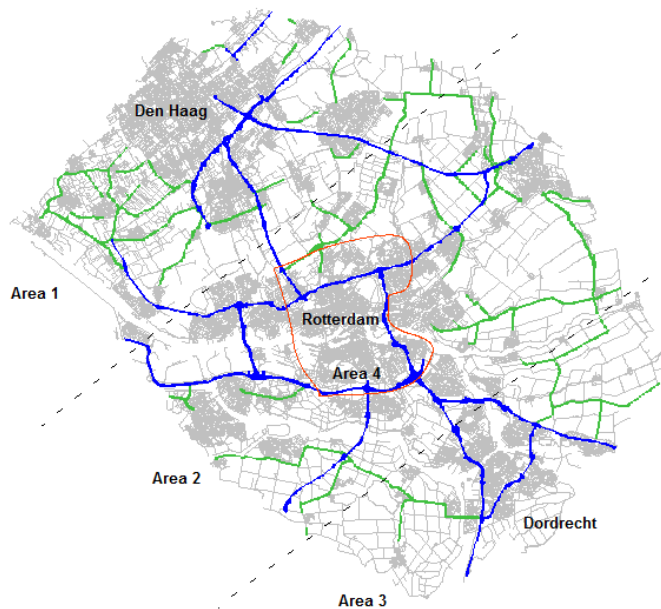 Den Haag
Area 1
Rotterdam
Area 4
Area 2
Dordrecht
Area 3